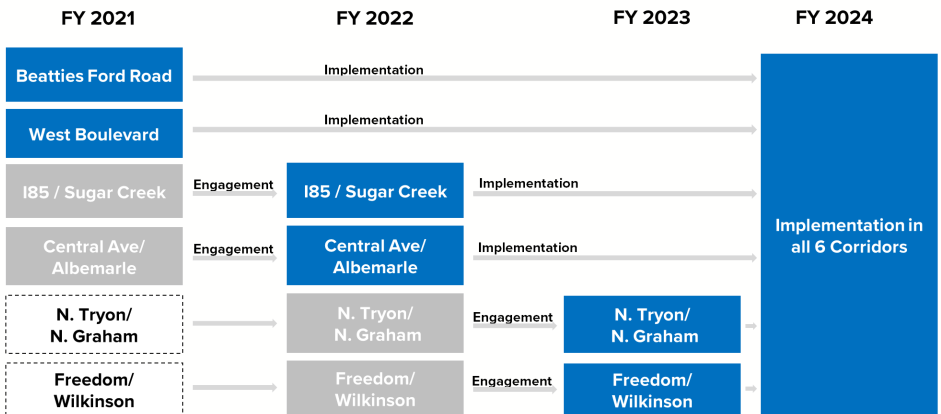 FY 2021 FY 2022 FY 2023 FY 2024
Beatties Ford Road
Implementation
West Boulevard
Implementation
I85 / Sugar Creek
Engagement
I85 / Sugar Creek
Implementation
Central Ave/
Albemarle
Engagement
Central Ave/
Albemarle
Implementation
N. Tryon/
N. Graham
N. Tryon/
N. Graham
Engagement
N. Tryon/
N. Graham
Freedom/
Wilkinson
Freedom/
Wilkinson
Engagement
Freedom/
Wilkinson
Implementation in
all 6 Corridors